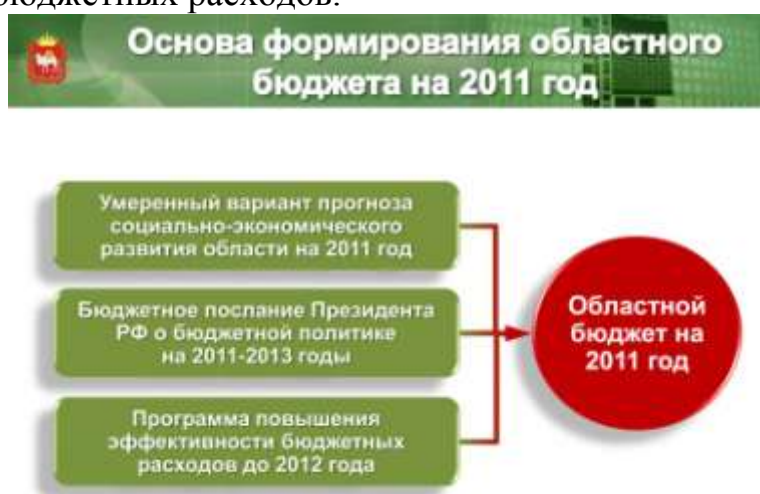 бюджетных расходов.
Основа формирования областного
бюджета на 2011 год
Умеренный вариант прогноза
социально-экономического
развития области на 2011 год
Бюджетное послание Президента
РФ о бюджетной политике
на 2011-2013 годы
Программа повышения
эффективности бюджетных
расходов до 2012 года
Областной
бюджет на
2011 год